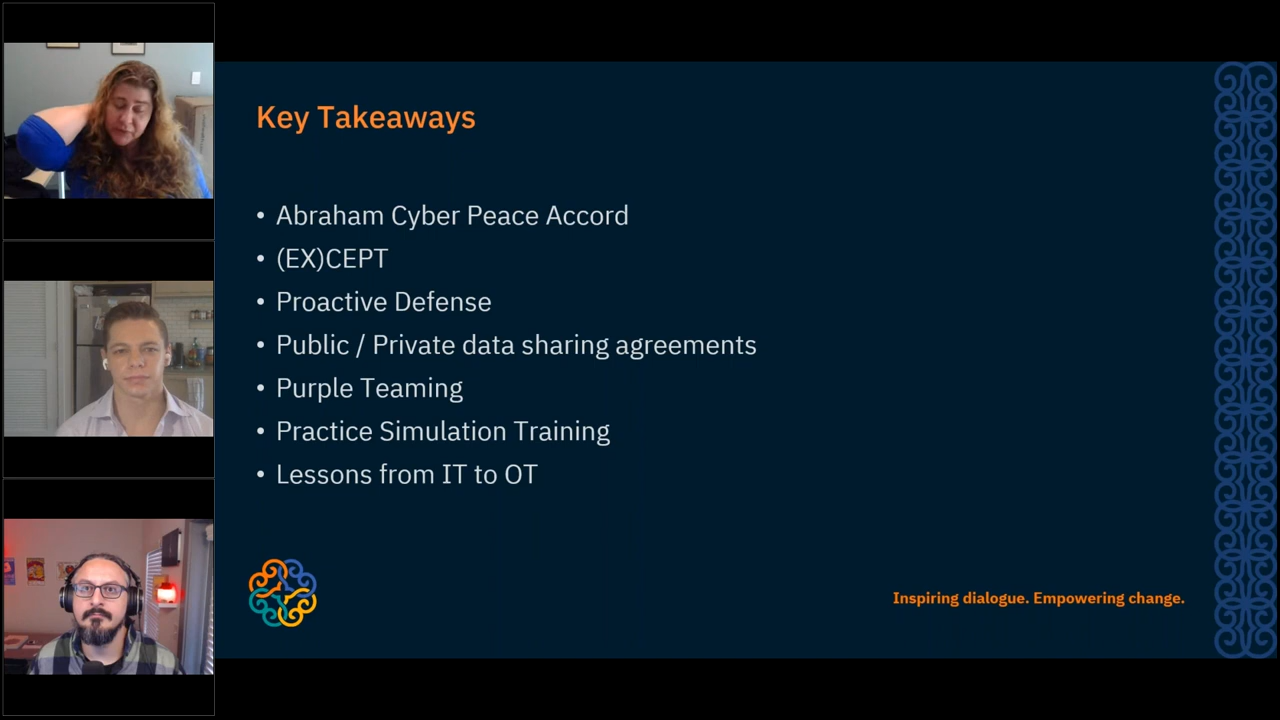 Key Takeaways
• Abraham Cyber Peace Accord
• (EX)CEPT
• Proactive Defense
• Public / Private data sharing agreements
• Purple Teaming
• Practice Simulation Training
• Lessons from IT to OT
Inspiring dialogue. Empowering change.